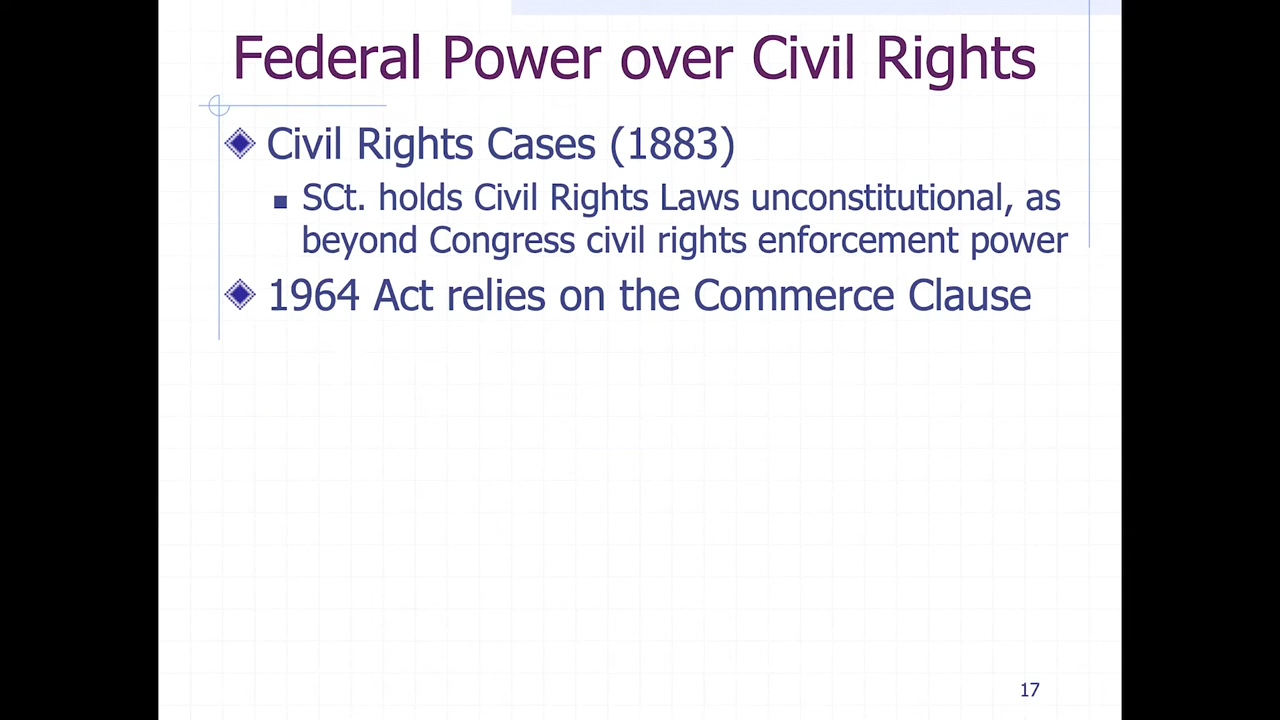 Federal Power over Civil Rights
Civil Rights Cases (1883)
SCt. holds Civil Rights Laws unconstitutional, as
beyond Congress civil rights enforcement power
1964 Act relies on the Commerce Clause
17